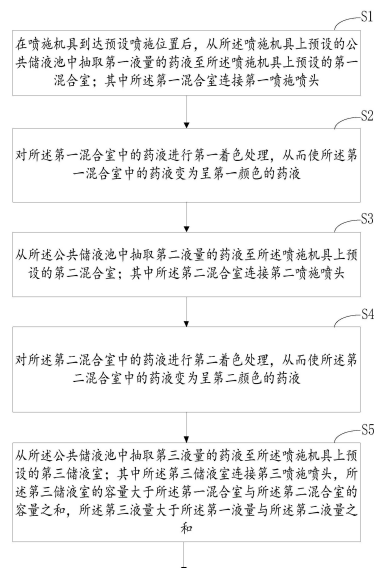 S1
在喷施机具到达预设喷施位置后，从所述喷施机具上预设的公
共储液池中抽取第一液量的药液至所述喷施机具上预设的第一
混合室；其中所述第一混合室连接第一喷施喷头
S2
对所述第一混合室中的药液进行第一着色处理，从而使所述第
一混合室中的药液变为呈第一颜色的药液
S3
从所述公共储液池中抽取第二液量的药液至所述喷施机具上预
设的第二混合室；其中所述第二混合室连接第二喷施喷头
S4
对所述第二混合室中的药液进行第二着色处理，从而使所述第
二混合室中的药液变为呈第二颜色的药液
S5
从所述公共储液池中抽取第三液量的药液至所述喷施机具上预
设的第三储液室；其中所述第三储液室连接第三喷施喷头，所
述第三储液室的容量大于所述第一混合室与所述第二混合室的
容量之和，所述第三液量大于所述第一液量与所述第二液量之
和